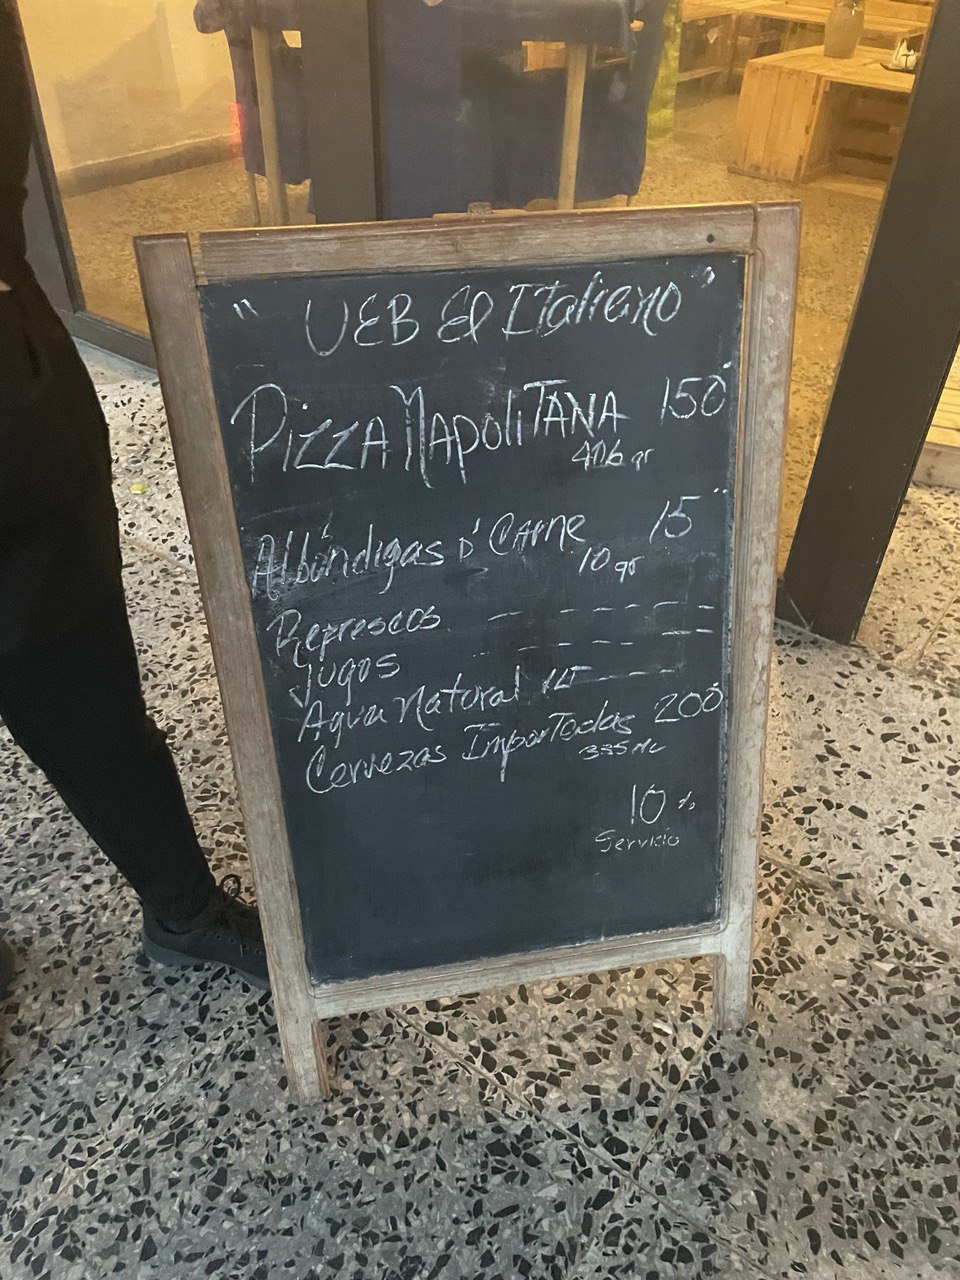 " UEB El Italiano "
Pizza Napolitana 150
416 gr
Albóndigas D' Carne 15
10 gr
Refrescos - - - - -
Jugos - - - - -
Agua Natural 1LT - - -
Cervezas Importadas 200
355 ML
10 %
Servicio